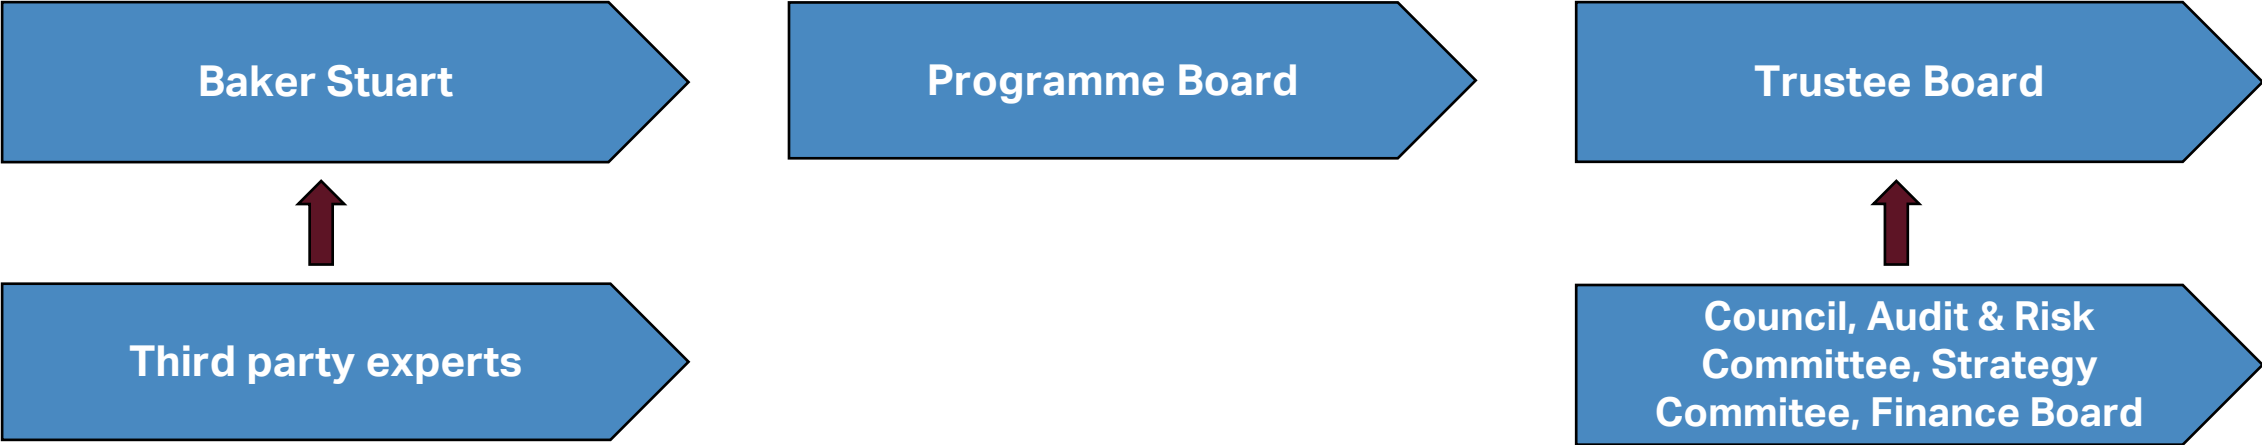 Baker Stuart
Programme Board
Trustee Board
Third party experts
Council, Audit & Risk
Committee, Strategy
Commitee, Finance Board